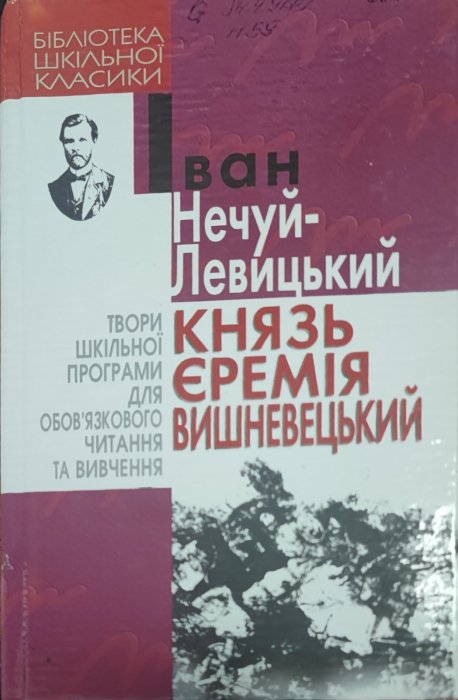 БІБЛІОТЕКА
ШКІЛЬНОЇ
КЛАСИКИ
Іван
Нечуй-
Левицький
ТВОРИ
ШКІЛЬНОЇ
ПРОГРАМИ
ДЛЯ
ОБОВ'ЯЗКОВОГО
ЧИТАННЯ
ТА ВИВЧЕННЯ
КНЯЗЬ
ЄРЕМІЯ
ВИШНЕВЕЦЬКИЙ